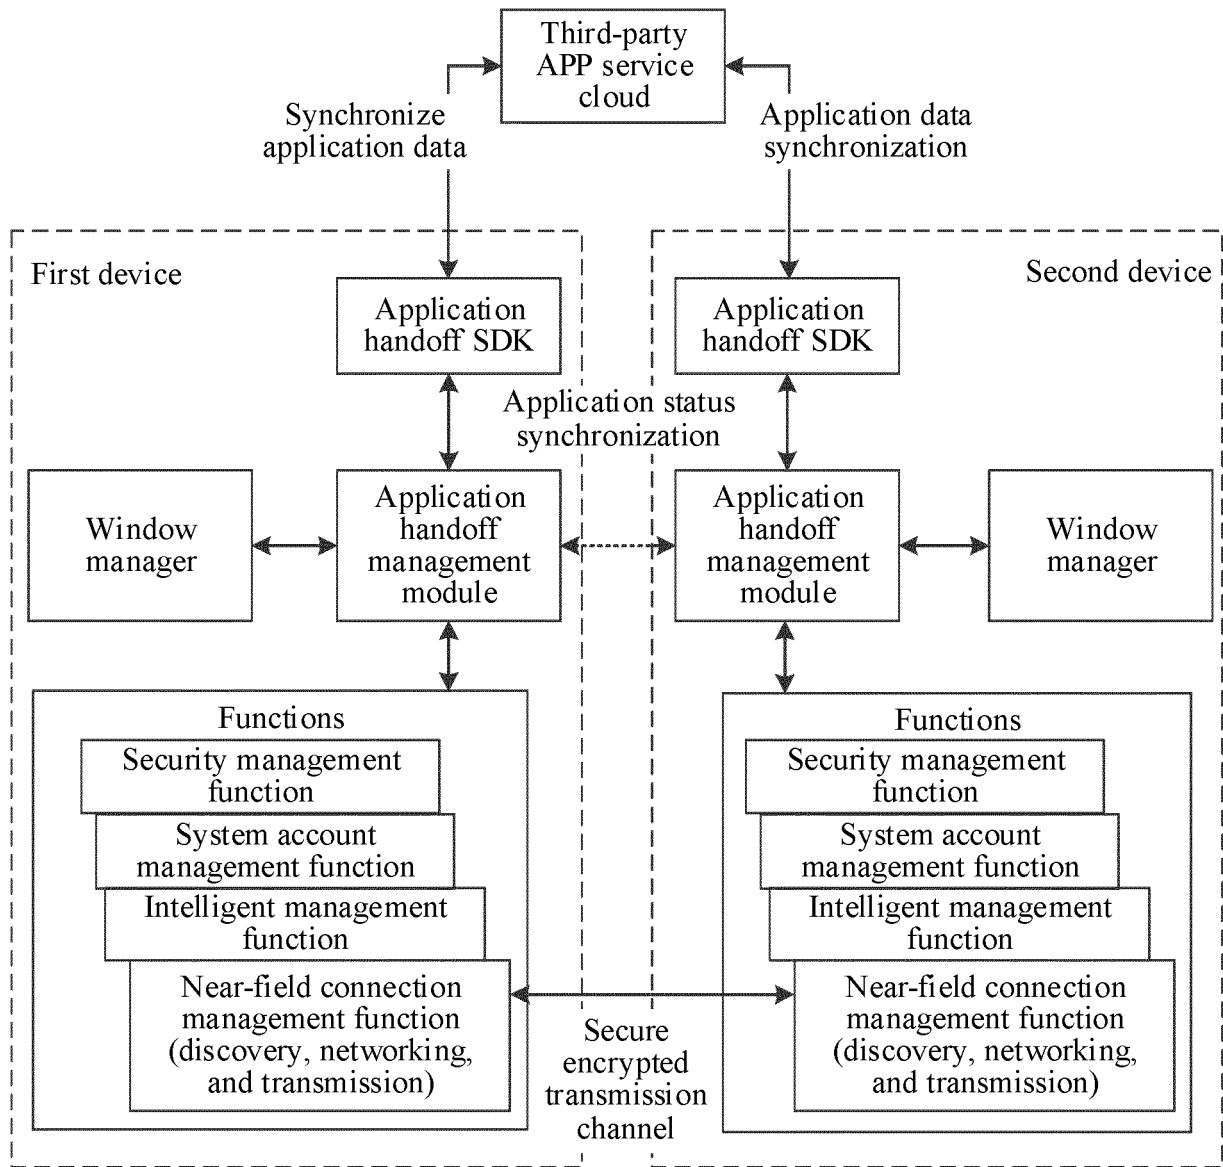 Third-party
APP service
cloud
Synchronize
application data
Application data
synchronization
First device
Second device
Application
handoff SDK
Application
handoff SDK
Application status
synchronization
Window
manager
Application
handoff
management
module
Application
handoff
management
module
Window
manager
Functions
Security management
function
System account
management function
Intelligent management
function
Near-field connection
management function
(discovery, networking,
and transmission)
Functions
Security management
function
System account
management function
Intelligent management
function
Near-field connection
management function
(discovery, networking,
and transmission)
Secure
encrypted
transmission
channel